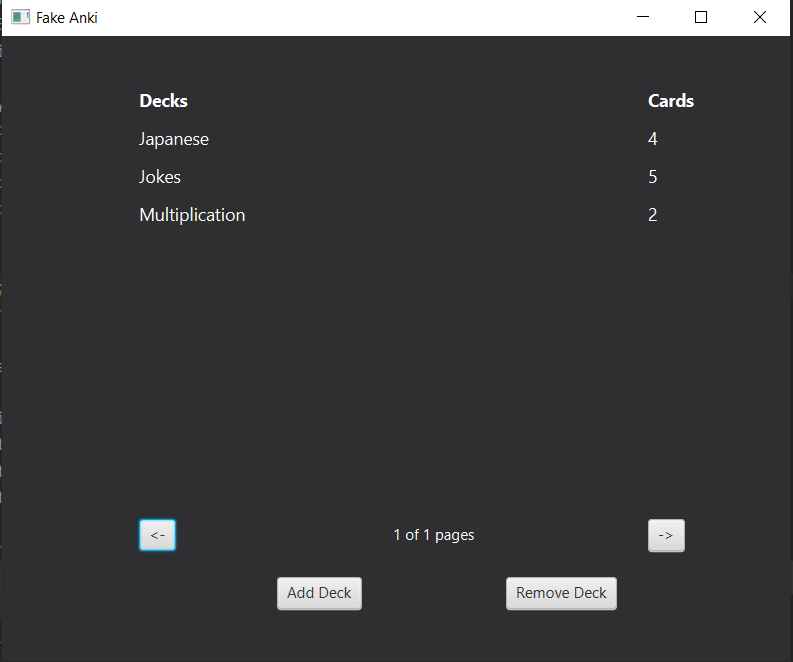 Fake Anki
Decks Cards
Japanese 4
Jokes 5
Multiplication 2
<- 1 of 1 pages ->
Add Deck Remove Deck